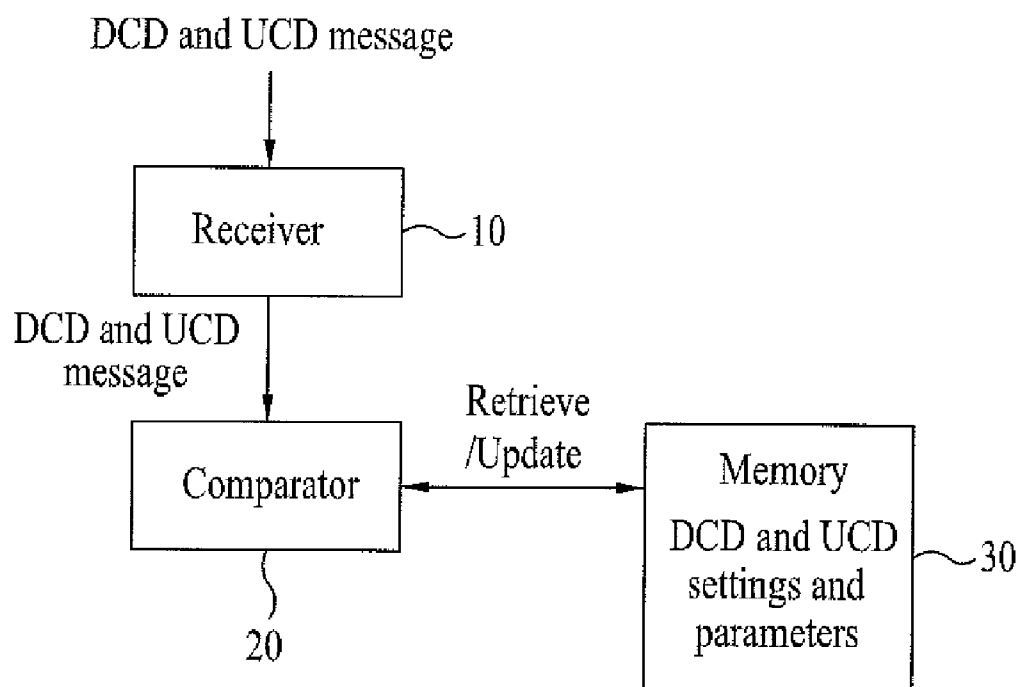 DCD and UCD message
Receiver
10
DCD and UCD
message
Retrieve
/Update
Comparator
20
Memory
DCD and UCD
settings and
parameters
30